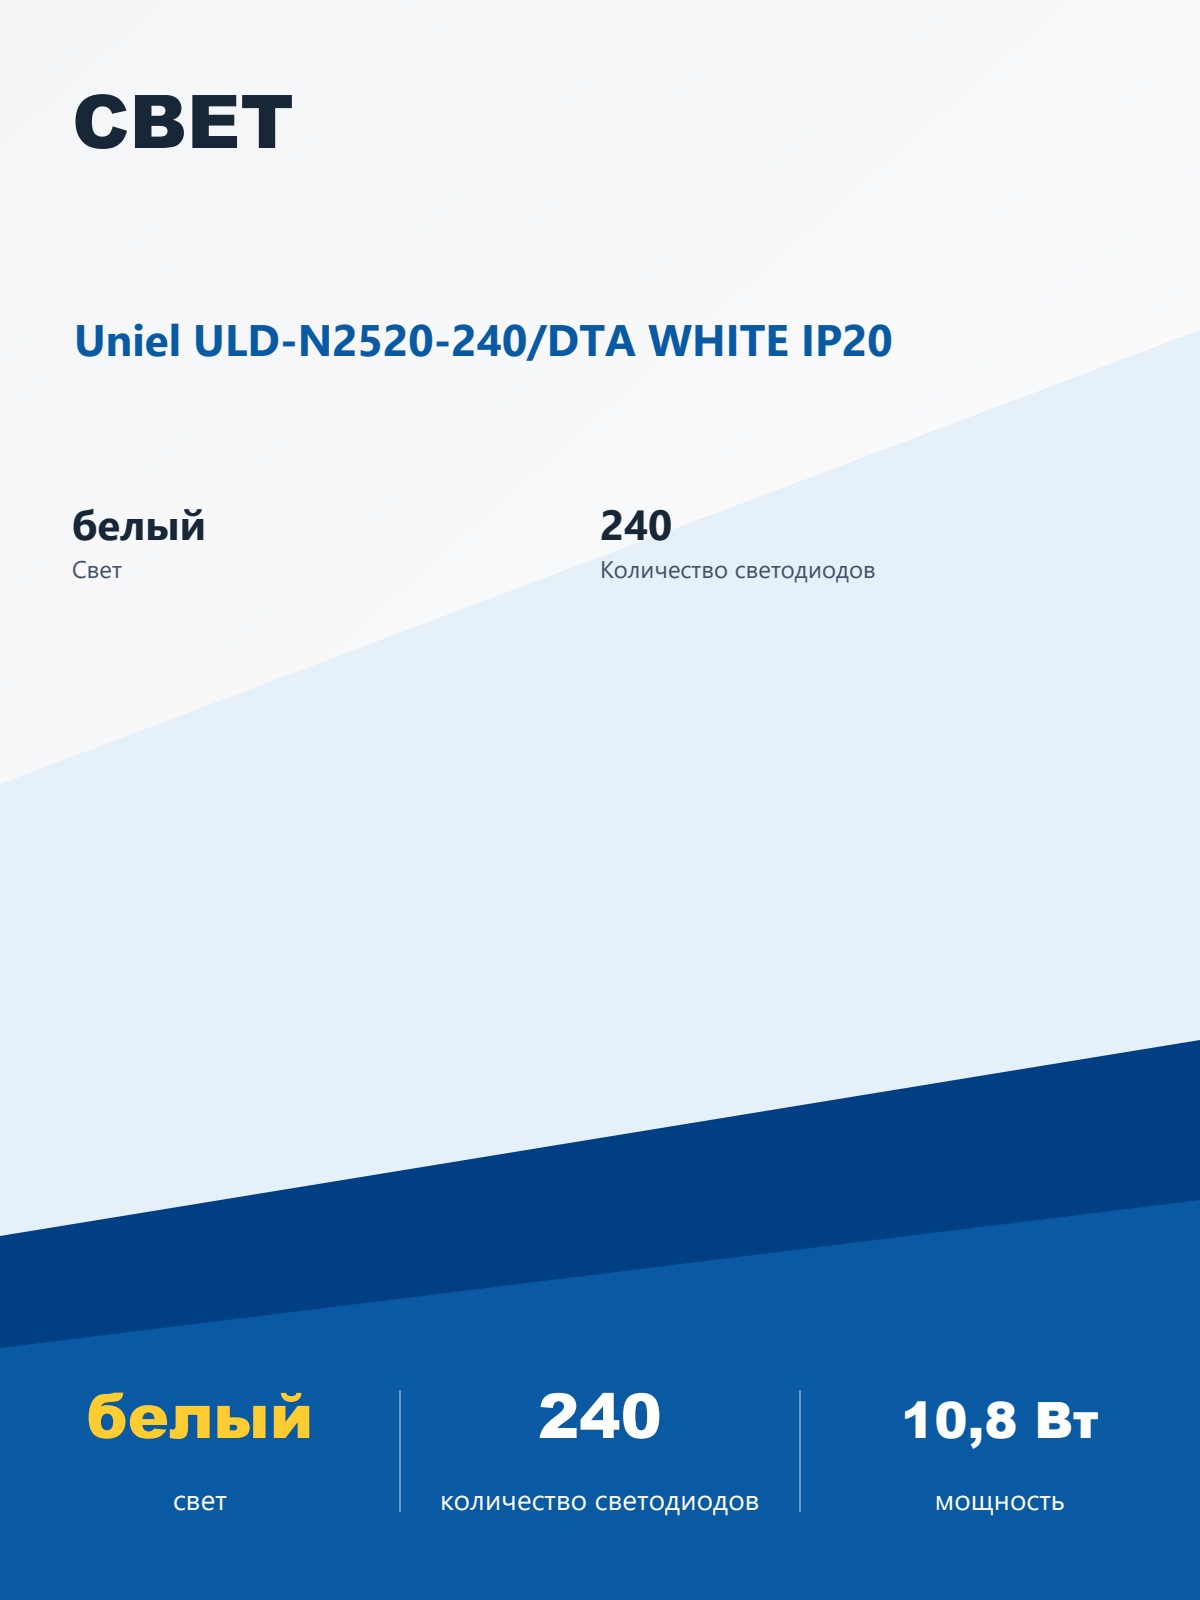 СВЕТ
Uniel ULD-N2520-240/DTA WHITE IP20
белый
Свет
240
Количество светодиодов
белый
свет
240
количество светодиодов
10,8 Вт
мощность